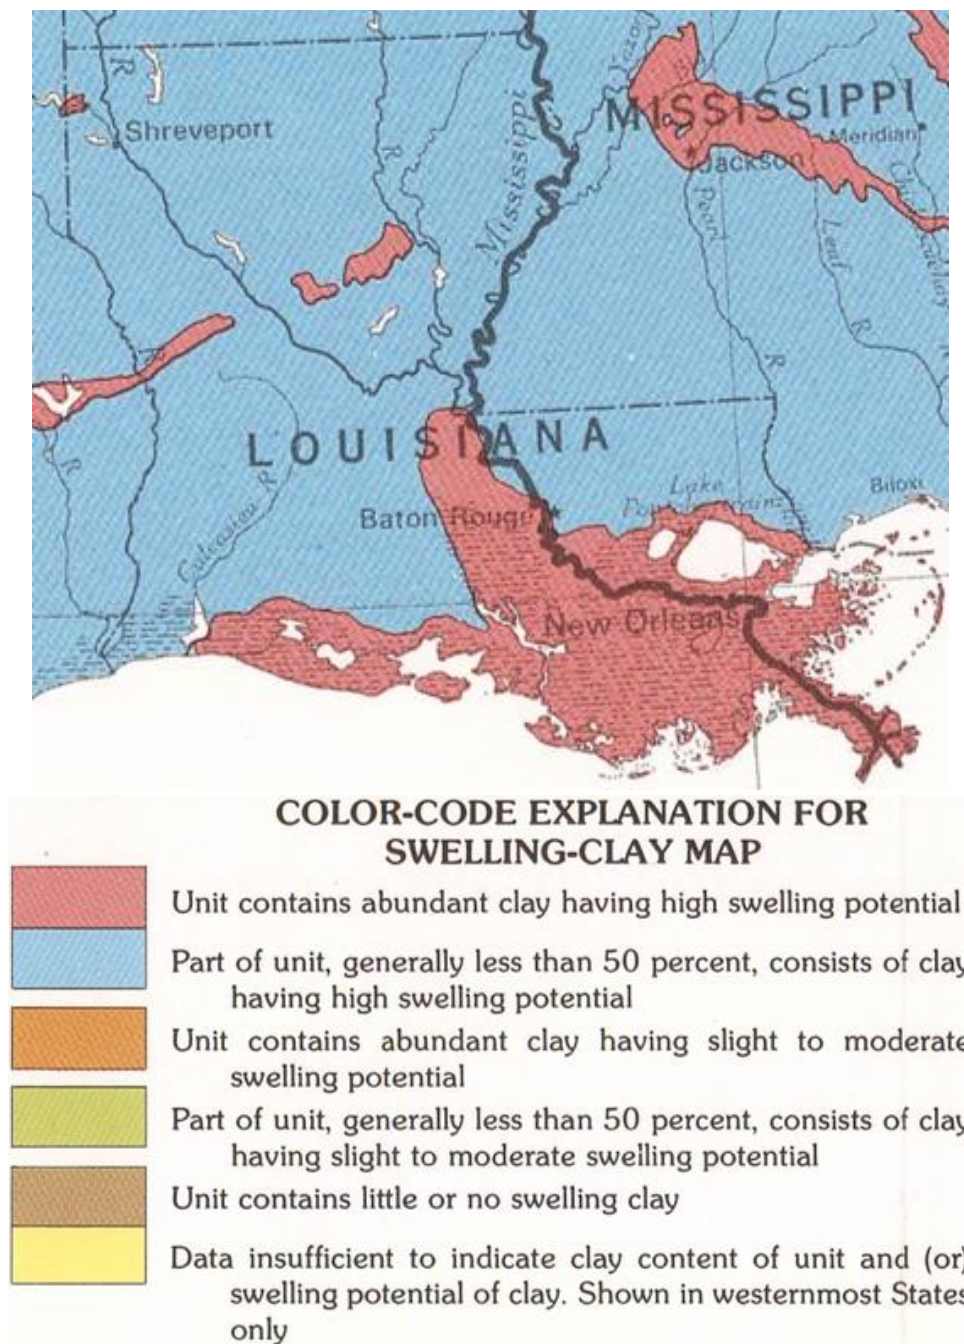 R
Shreveport
R
Mississippi
Yazoo
MISSISSIPPI
Meridian
Jackson
Pearl
Leaf
R
R
R
R
LOUISIANA
Calcasieu R
Baton Rouge
Lake
Biloxi
New Orleans
COLOR-CODE EXPLANATION FOR
SWELLING-CLAY MAP
Unit contains abundant clay having high swelling potential
Part of unit, generally less than 50 percent, consists of clay
having high swelling potential
Unit contains abundant clay having slight to moderate
swelling potential
Part of unit, generally less than 50 percent, consists of clay
having slight to moderate swelling potential
Unit contains little or no swelling clay
Data insufficient to indicate clay content of unit and (or)
swelling potential of clay. Shown in westernmost States
only